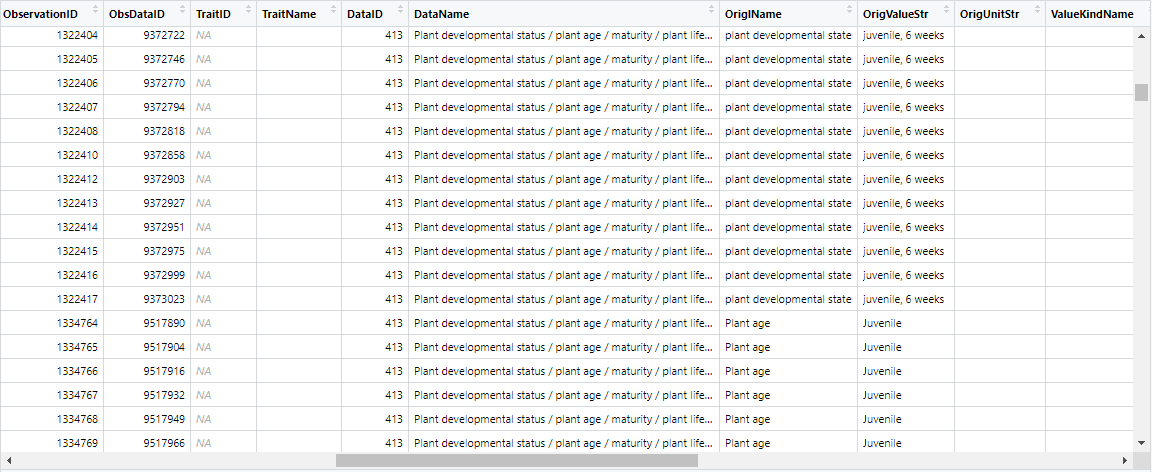 ObservationID ObsDataID TraitID TraitName DataID DataName OriglName OrigValueStr OrigUnitStr ValueKindName
1322404 9372722 NA 413 Plant developmental status / plant age / maturity / plant life... plant developmental state juvenile, 6 weeks
1322405 9372746 NA 413 Plant developmental status / plant age / maturity / plant life... plant developmental state juvenile, 6 weeks
1322406 9372770 NA 413 Plant developmental status / plant age / maturity / plant life... plant developmental state juvenile, 6 weeks
1322407 9372794 NA 413 Plant developmental status / plant age / maturity / plant life... plant developmental state juvenile, 6 weeks
1322408 9372818 NA 413 Plant developmental status / plant age / maturity / plant life... plant developmental state juvenile, 6 weeks
1322410 9372858 NA 413 Plant developmental status / plant age / maturity / plant life... plant developmental state juvenile, 6 weeks
1322412 9372903 NA 413 Plant developmental status / plant age / maturity / plant life... plant developmental state juvenile, 6 weeks
1322413 9372927 NA 413 Plant developmental status / plant age / maturity / plant life... plant developmental state juvenile, 6 weeks
1322414 9372951 NA 413 Plant developmental status / plant age / maturity / plant life... plant developmental state juvenile, 6 weeks
1322415 9372975 NA 413 Plant developmental status / plant age / maturity / plant life... plant developmental state juvenile, 6 weeks
1322416 9372999 NA 413 Plant developmental status / plant age / maturity / plant life... plant developmental state juvenile, 6 weeks
1322417 9373023 NA 413 Plant developmental status / plant age / maturity / plant life... plant developmental state juvenile, 6 weeks
1334764 9517890 NA 413 Plant developmental status / plant age / maturity / plant life... Plant age Juvenile
1334765 9517904 NA 413 Plant developmental status / plant age / maturity / plant life... Plant age Juvenile
1334766 9517916 NA 413 Plant developmental status / plant age / maturity / plant life... Plant age Juvenile
1334767 9517932 NA 413 Plant developmental status / plant age / maturity / plant life... Plant age Juvenile
1334768 9517949 NA 413 Plant developmental status / plant age / maturity / plant life... Plant age Juvenile
1334769 9517966 NA 413 Plant developmental status / plant age / maturity / plant life... Plant age Juvenile